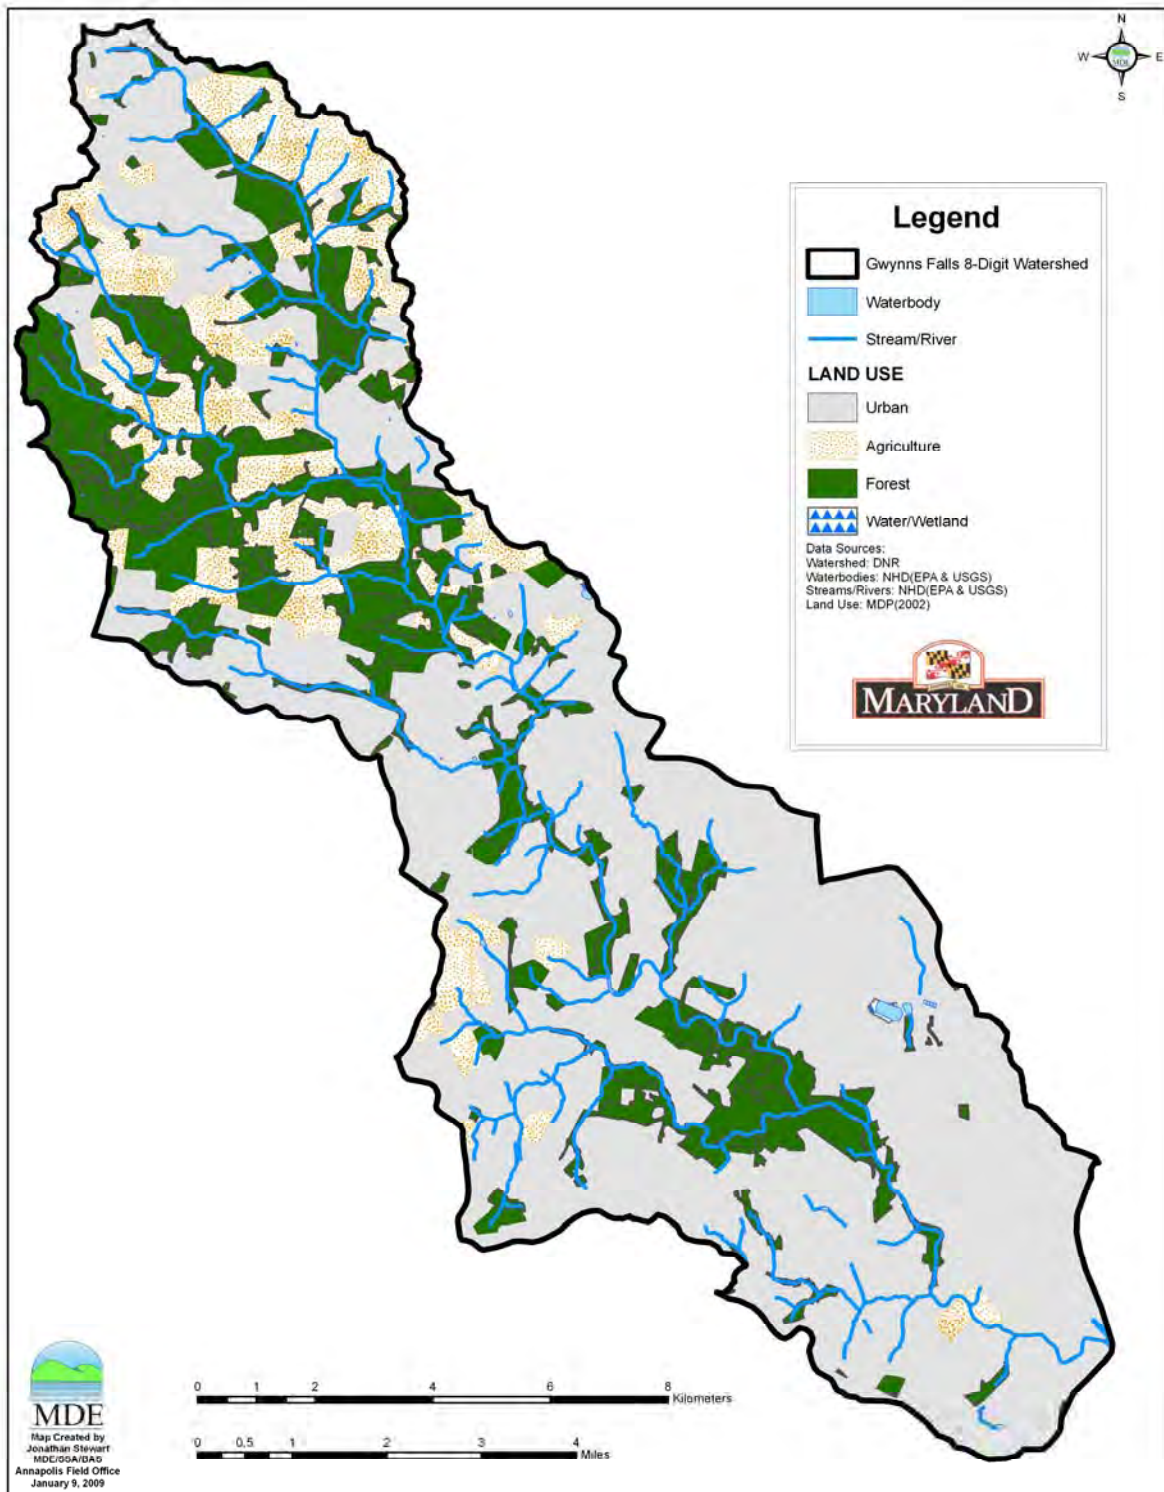 N
W
E
MDE
S
Legend
Gwynns Falls 8-Digit Watershed
Waterbody
Stream/River
LAND USE
Urban
Agriculture
Forest
Water/Wetland
Data Sources:
Watershed: DNR
Waterbodies: NHD(EPA & USGS)
Streams/Rivers: NHD(EPA & USGS)
Land Use: MDP(2002)
MARYLAND
0 1 2 4 6 8
Kilometers
0 0.5 1 2 3 4
Miles
MDE
Map Created by
Jonathan Stewart
MDE/SSA/DAS
Annapolis Field Office
January 9, 2009